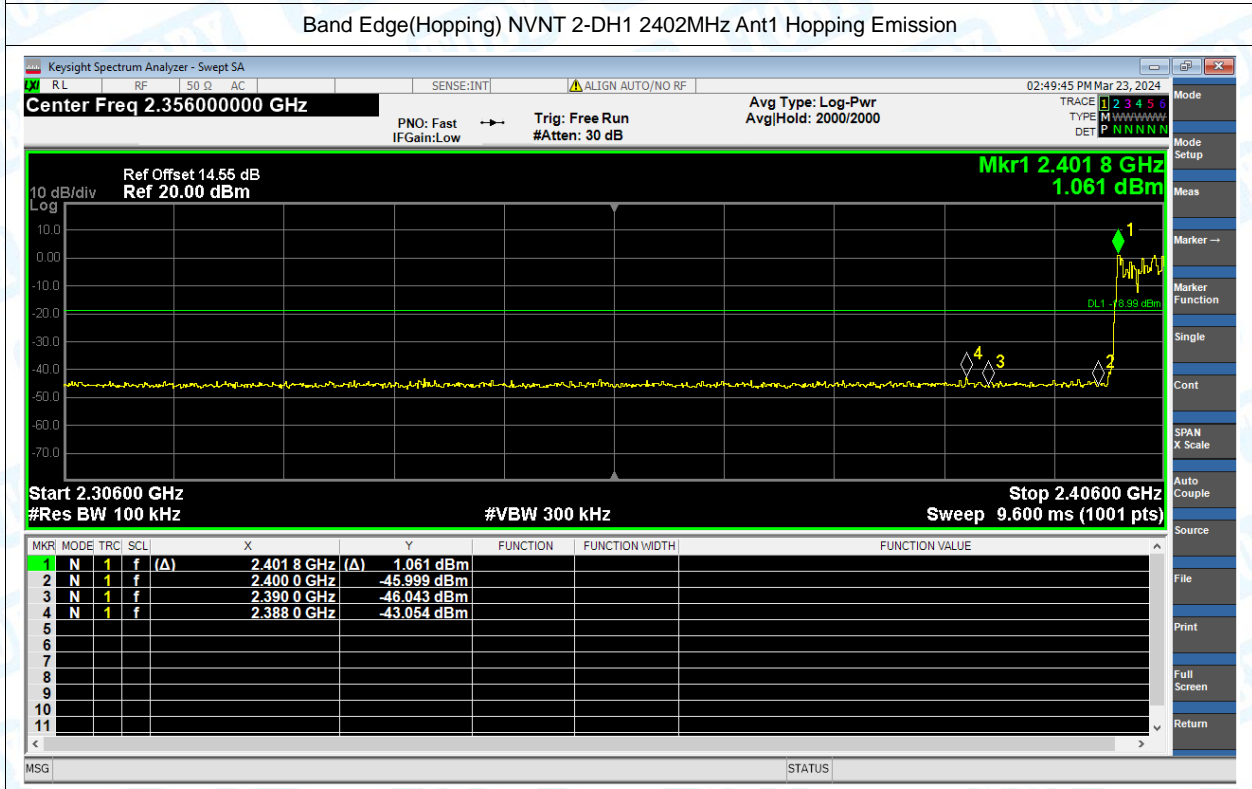 Band Edge(Hopping) NVNT 2-DH1 2402MHz Ant1 Hopping Emission
Keysight Spectrum Analyzer - Swept SA
LXI RL RF 50 Ω AC SENSE:INT ALIGN AUTO/NO RF 02:49:45 PM Mar 23, 2024
Center Freq 2.356000000 GHz
PNO: Fast
IFGain:Low
Trig: Free Run
#Atten: 30 dB
Avg Type: Log-Pwr
Avg|Hold: 2000/2000
TRACE 1 2 3 4 5 6
TYPE M WWWWW
DET P N N N N N
Mkr1 2.401 8 GHz
1.061 dBm
Ref Offset 14.55 dB
10 dB/div Ref 20.00 dBm
Log
10.0
0.00
-10.0
-20.0
-30.0
-40.0
-50.0
-60.0
-70.0
1
DL1 -18.99 dBm
4
3
2
Start 2.30600 GHz Stop 2.40600 GHz
#Res BW 100 kHz #VBW 300 kHz Sweep 9.600 ms (1001 pts)
MKR MODE TRC SCL X Y FUNCTION FUNCTION WIDTH FUNCTION VALUE
1 N 1 f (Δ) 2.401 8 GHz (Δ) 1.061 dBm
2 N 1 f 2.400 0 GHz -45.999 dBm
3 N 1 f 2.390 0 GHz -46.043 dBm
4 N 1 f 2.388 0 GHz -43.054 dBm
5
6
7
8
9
10
11
MSG STATUS
Mode
Mode
Setup
Meas
Marker→
Marker
Function
Single
Cont
SPAN
X Scale
Auto
Couple
Source
File
Print
Full
Screen
Return